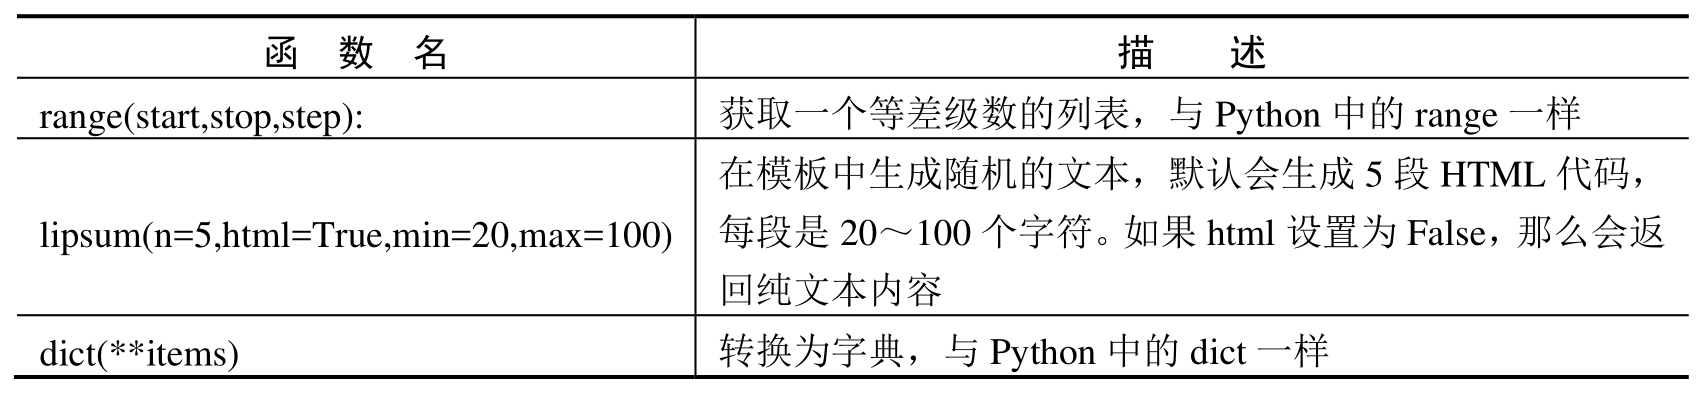 函 数 名 描 述
range(start,stop,step): 获取一个等差级数的列表，与 Python 中的 range 一样
lipsum(n=5,html=True,min=20,max=100) 在模板中生成随机的文本，默认会生成 5 段 HTML 代码，
每段是 20～100 个字符。如果 html 设置为 False，那么会返
回纯文本内容
dict(**items) 转换为字典，与 Python 中的 dict 一样